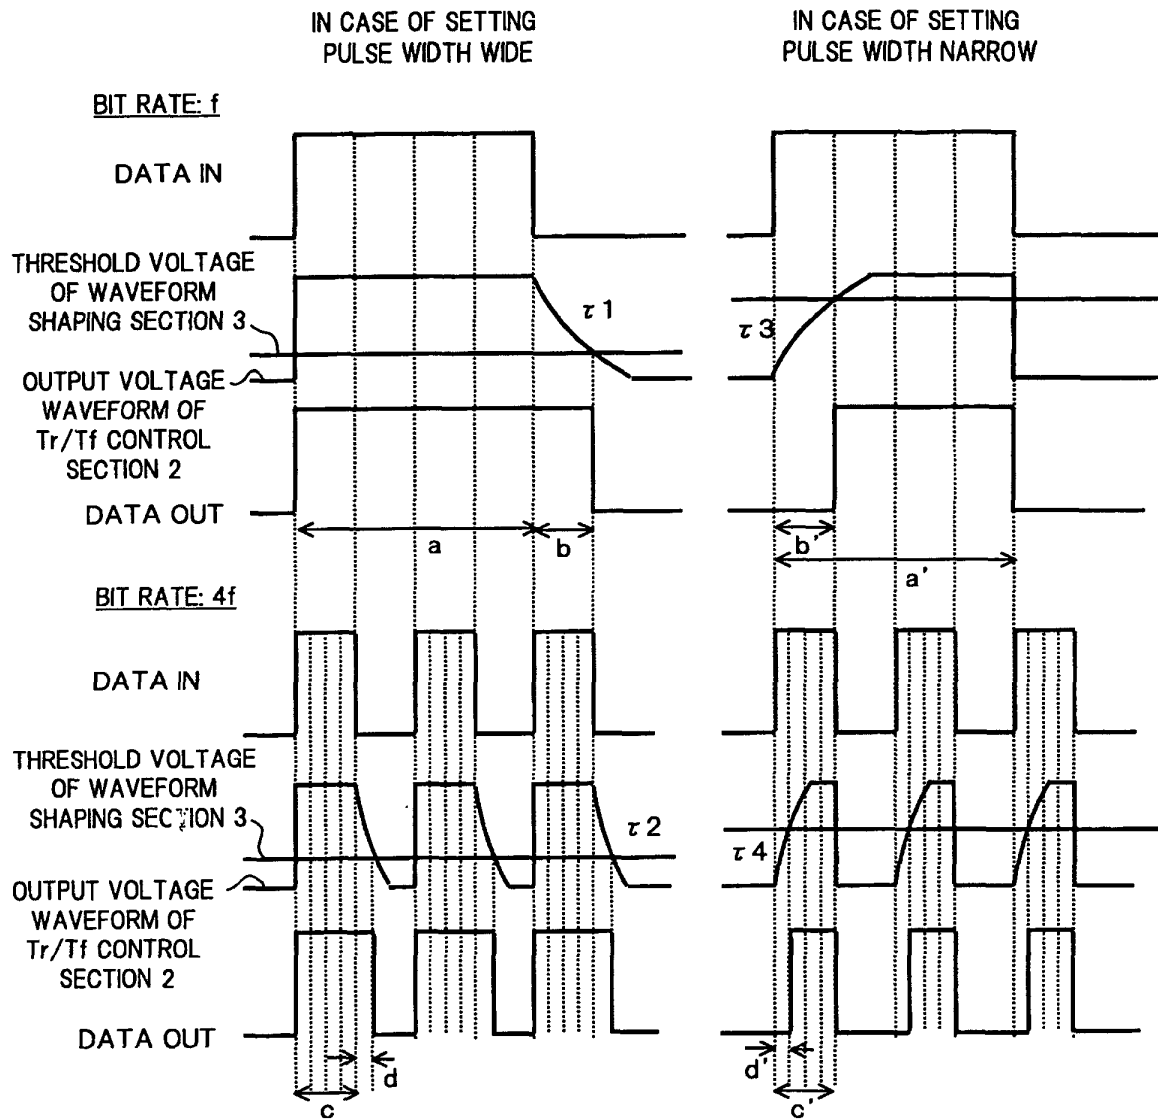 IN CASE OF SETTING
PULSE WIDTH WIDE
IN CASE OF SETTING
PULSE WIDTH NARROW
BIT RATE: f
DATA IN
THRESHOLD VOLTAGE
OF WAVEFORM
SHAPING SECTION 3
τ1
τ3
OUTPUT VOLTAGE
WAVEFORM OF
Tr/Tf CONTROL
SECTION 2
DATA OUT
a
b
b'
a'
BIT RATE: 4f
DATA IN
THRESHOLD VOLTAGE
OF WAVEFORM
SHAPING SECTION 3
τ2
τ4
OUTPUT VOLTAGE
WAVEFORM OF
Tr/Tf CONTROL
SECTION 2
DATA OUT
d
c
d'
c'